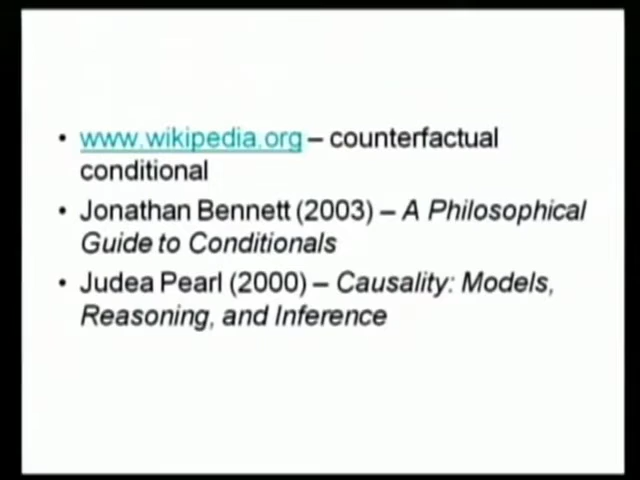 • www.wikipedia.org – counterfactual
conditional
• Jonathan Bennett (2003) – A Philosophical
Guide to Conditionals
• Judea Pearl (2000) – Causality: Models,
Reasoning, and Inference